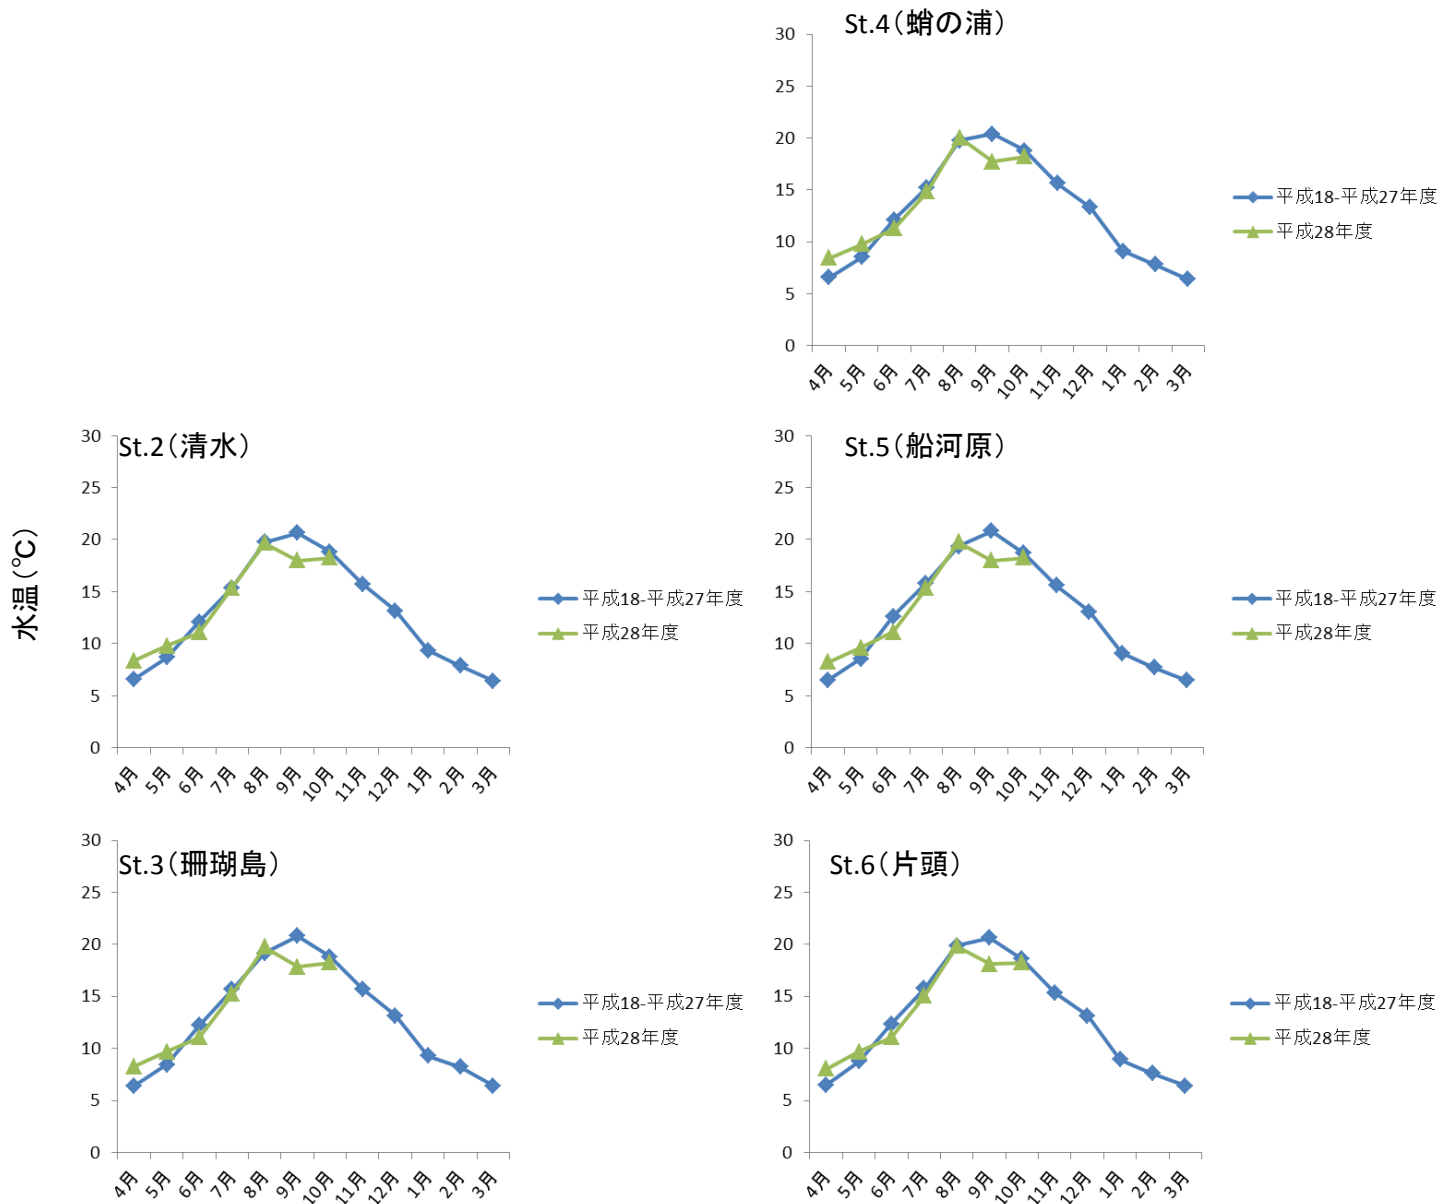 St.4(蛸の浦)
30
25
20
15
10
5
0
4月
5月
6月
7月
8月
9月
10月
11月
12月
1月
2月
3月
平成18-平成27年度
平成28年度
水温(℃)
St.2(清水)
30
25
20
15
10
5
0
4月
5月
6月
7月
8月
9月
10月
11月
12月
1月
2月
3月
平成18-平成27年度
平成28年度
St.5(船河原)
30
25
20
15
10
5
0
4月
5月
6月
7月
8月
9月
10月
11月
12月
1月
2月
3月
平成18-平成27年度
平成28年度
St.3(珊瑚島)
30
25
20
15
10
5
0
4月
5月
6月
7月
8月
9月
10月
11月
12月
1月
2月
3月
平成18-平成27年度
平成28年度
St.6(片頭)
30
25
20
15
10
5
0
4月
5月
6月
7月
8月
9月
10月
11月
12月
1月
2月
3月
平成18-平成27年度
平成28年度